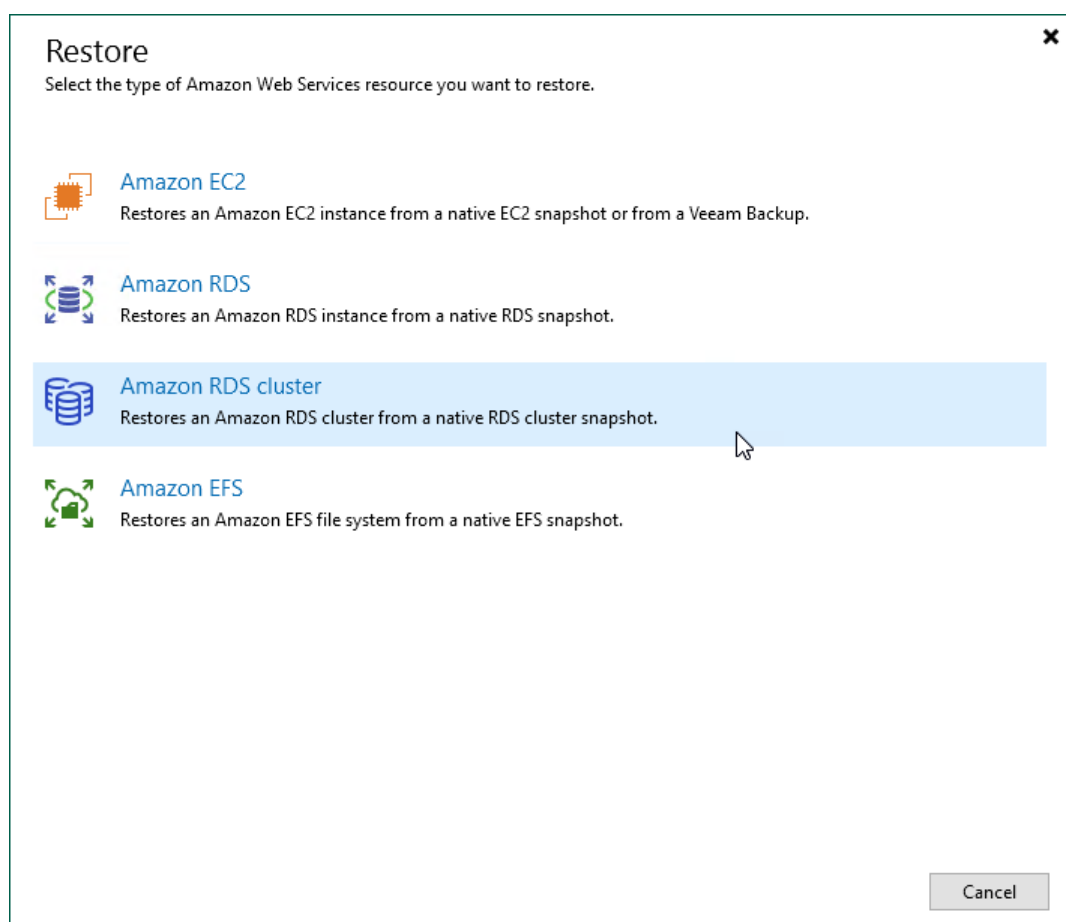 Restore
Select the type of Amazon Web Services resource you want to restore.
Amazon EC2
Restores an Amazon EC2 instance from a native EC2 snapshot or from a Veeam Backup.
Amazon RDS
Restores an Amazon RDS instance from a native RDS snapshot.
Amazon RDS cluster
Restores an Amazon RDS cluster from a native RDS cluster snapshot.
Amazon EFS
Restores an Amazon EFS file system from a native EFS snapshot.
Cancel